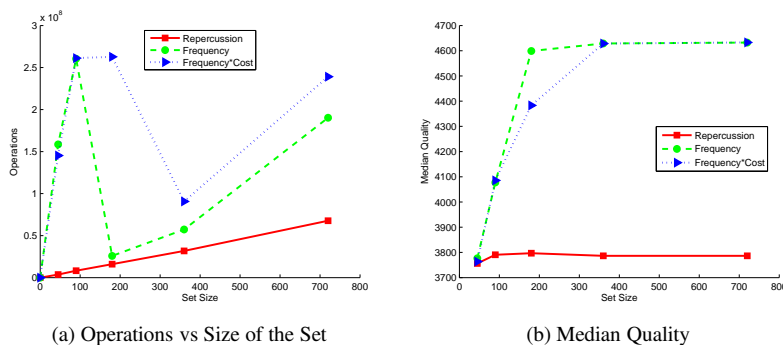 x 10^8
3
2.5
2
1.5
1
0.5
0
Operations
0 100 200 300 400 500 600 700 800
Set Size
Repercussion
Frequency
Frequency*Cost
(a) Operations vs Size of the Set
4700
4600
4500
4400
4300
4200
4100
4000
3900
3800
3700
Median Quality
0 100 200 300 400 500 600 700 800
Set Size
Repercussion
Frequency
Frequency*Cost
(b) Median Quality